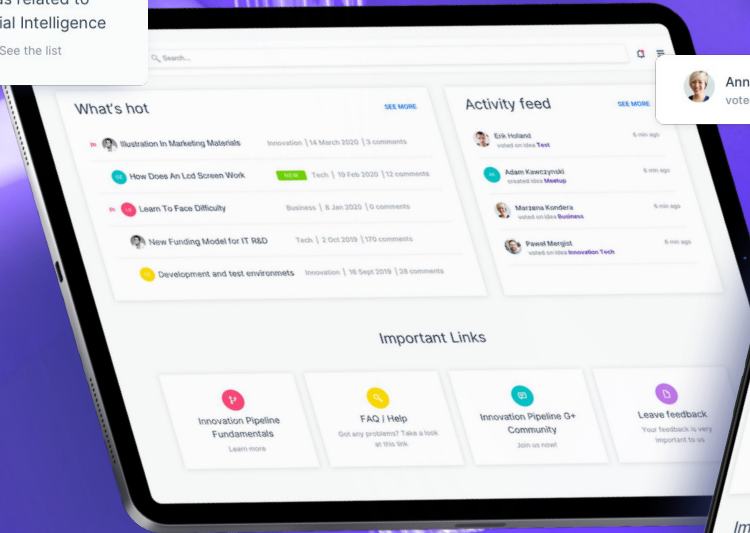 as related to
ial Intelligence
See the list
Search...
What's hot
SEE MORE
Illustration In Marketing Materials
Innovation | 14 March 2020 | 3 comments
How Does An Lcd Screen Work
NEW
Tech | 19 Feb 2020 | 12 comments
Learn To Face Difficulty
Business | 8 Jan 2020 | 0 comments
New Funding Model for IT R&D
Tech | 2 Oct 2019 | 170 comments
Development and test environmets
Innovation | 16 Sept 2019 | 28 comments
Activity feed
SEE MORE
Erik Holland
6 min ago
voted on idea Test
Adam Kawczynski
6 min ago
created idea Meetup
Marzena Kondera
6 min ago
voted on idea Business
Pawel Mergist
6 min ago
voted on idea Innovation Tech
Ann
vote
Important Links
Innovation Pipeline
Fundamentals
Learn more
FAQ / Help
Got any problems? Take a look
at this link
Innovation Pipeline G+
Community
Join us now!
Leave feedback
Your feedback is very
important to us
Im